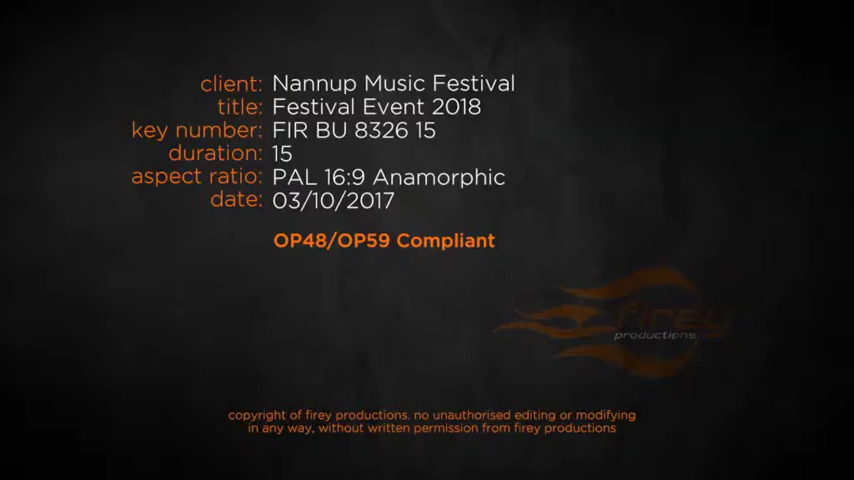 client: Nannup Music Festival
title: Festival Event 2018
key number: FIR BU 8326 15
duration: 15
aspect ratio: PAL 16:9 Anamorphic
date: 03/10/2017
OP48/OP59 Compliant
firey
productions
copyright of firey productions. no unauthorised editing or modifying
in any way, without written permission from firey productions